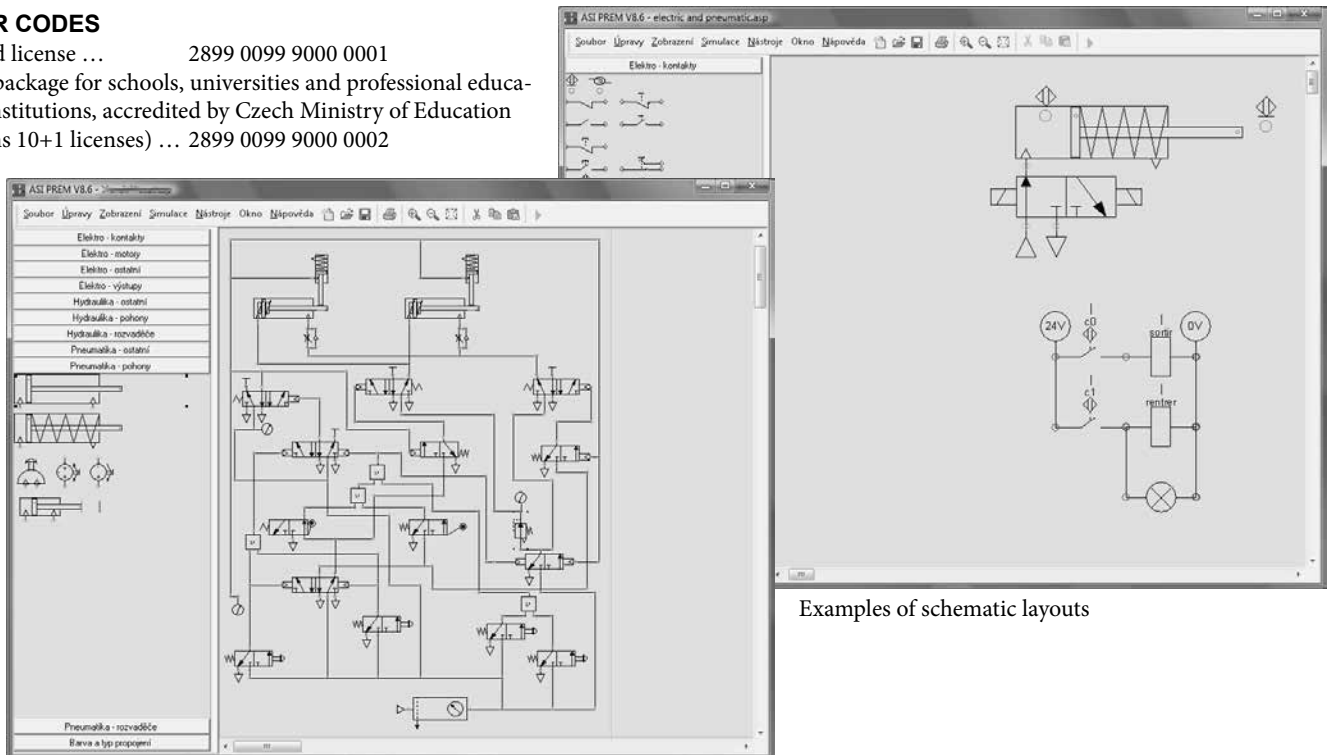 R CODES
d license … 2899 0099 9000 0001
package for schools, universities and professional educa-
nstitutions, accredited by Czech Ministry of Education
ns 10+1 licenses) … 2899 0099 9000 0002
ASI PREM V8.6 - electric and pneumatic.asp
Soubor Úpravy Zobrazení Simulace Nástroje Okno Nápověda
Elektro - kontakty
24V
c0
sortir
0V
c1
rentrer
Examples of schematic layouts
ASI PREM V8.6 -
Soubor Úpravy Zobrazení Simulace Nástroje Okno Nápověda
Elektro - kontakty
Elektro - motory
Elektro - ostatní
Elektro - výstupy
Hydraulika - ostatní
Hydraulika - pohony
Hydraulika - rozvaděče
Pneumatika - ostatní
Pneumatika - pohony
Pneumatika - rozvaděče
Barva a typ propojení